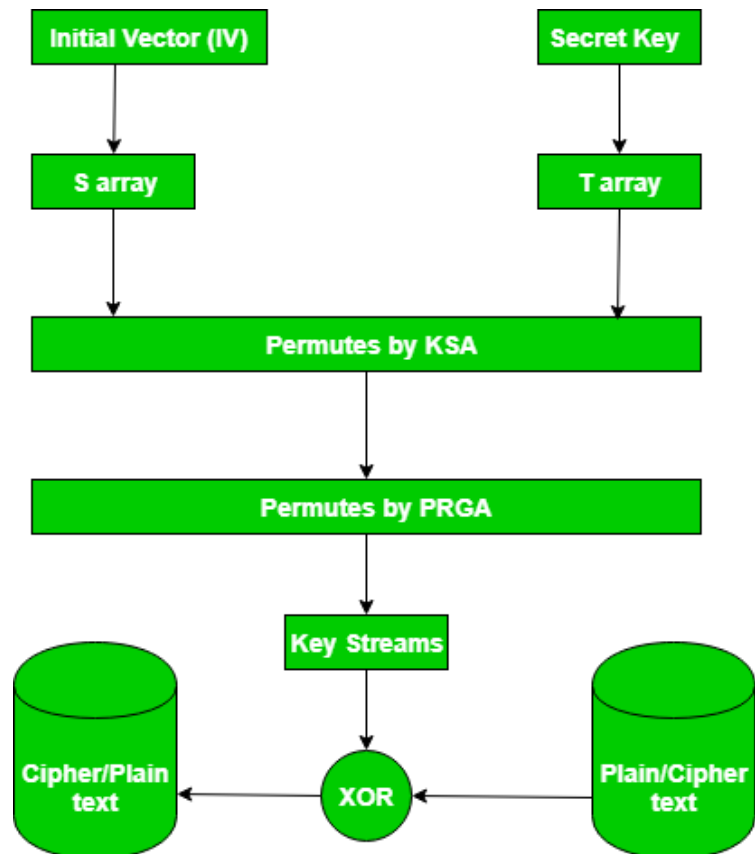 Initial Vector (IV)
Secret Key
S array
T array
Permutes by KSA
Permutes by PRGA
Key Streams
Cipher/Plain
text
XOR
Plain/Cipher
text